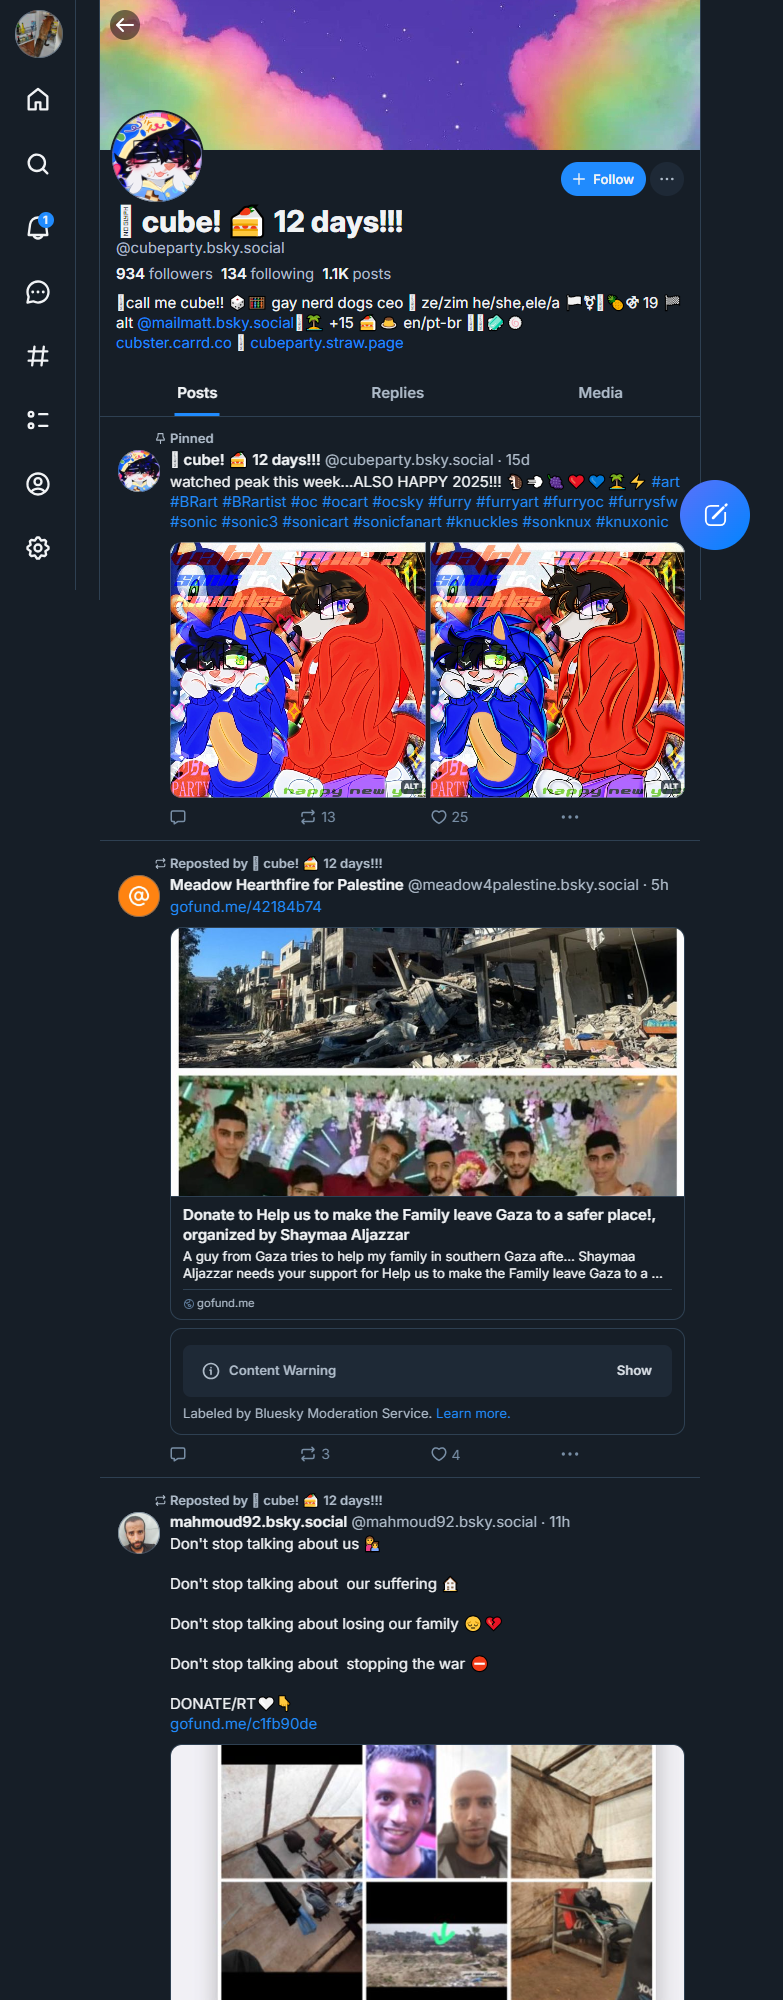 1
+ Follow
cube! 🍰 12 days!!!
@cubeparty.bsky.social
934 followers 134 following 1.1K posts
call me cube!! 🎲 🧮 gay nerd dogs ceo ze/zim he/she,ele/a 🏳️⚧ 🍍 19 🏁
alt @mailmatt.bsky.social 🏝️ +15 🍰 🍮 en/pt-br 🧼 🍥
cubster.carrd.co cubeparty.straw.page
Posts
Replies
Media
Pinned
cube! 🍰 12 days!!! @cubeparty.bsky.social · 15d
watched peak this week...ALSO HAPPY 2025!!! 🐿️ 💨 🍇 ❤️ 💙 🏝️ ⚡ #art
#BRart #BRartist #oc #ocart #ocsky #furry #furryart #furryoc #furrysfw
#sonic #sonic3 #sonicart #sonicfanart #knuckles #sonknux #knuxonic
watch
knuckles
PARTY
happy new y
ALT
watch
knuckles
PARTY
happy new y
ALT
13
25
Reposted by cube! 🍰 12 days!!!
Meadow Hearthfire for Palestine @meadow4palestine.bsky.social · 5h
gofund.me/42184b74
Donate to Help us to make the Family leave Gaza to a safer place!,
organized by Shaymaa Aljazzar
A guy from Gaza tries to help my family in southern Gaza afte... Shaymaa
Aljazzar needs your support for Help us to make the Family leave Gaza to a ...
gofund.me
Content Warning
Show
Labeled by Bluesky Moderation Service. Learn more.
3
4
Reposted by cube! 🍰 12 days!!!
mahmoud92.bsky.social @mahmoud92.bsky.social · 11h
Don't stop talking about us 👩‍👦
Don't stop talking about our suffering 🏠
Don't stop talking about losing our family 😞 💔
Don't stop talking about stopping the war ⛔
DONATE/RT🤍👇
gofund.me/c1fb90de